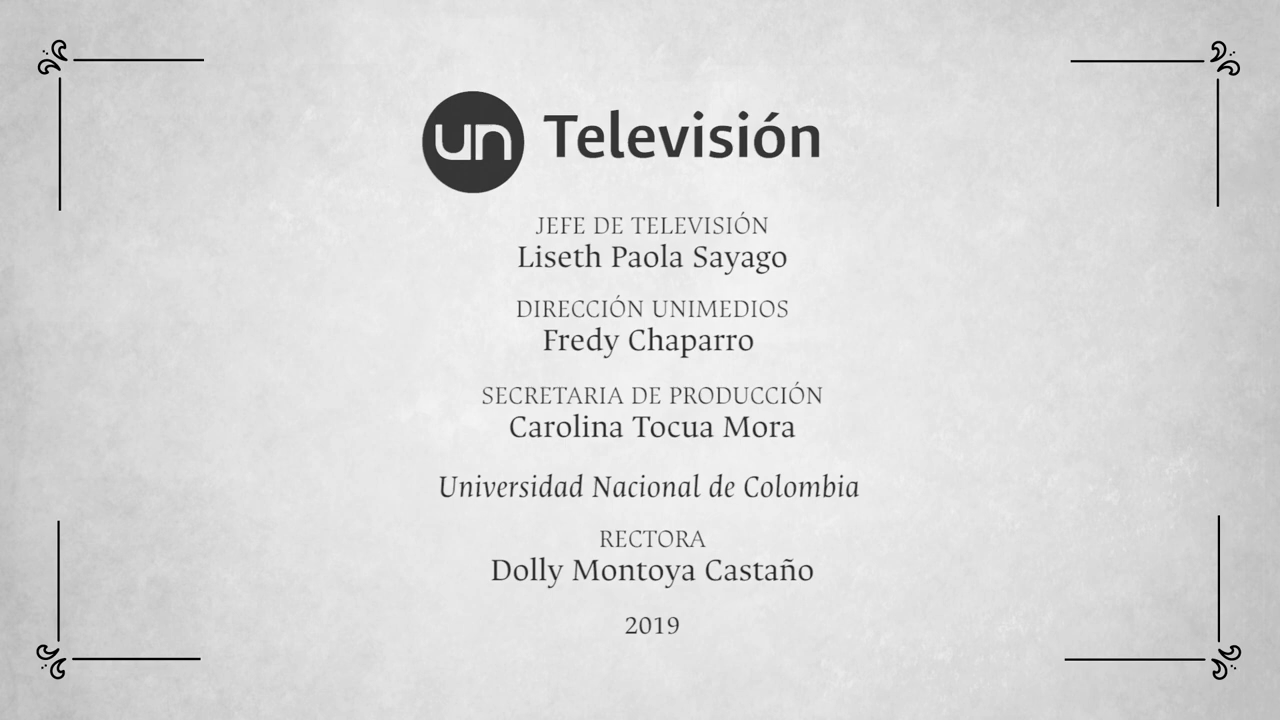 un Televisión
JEFE DE TELEVISIÓN
Liseth Paola Sayago
DIRECCIÓN UNIMEDIOS
Fredy Chaparro
SECRETARIA DE PRODUCCIÓN
Carolina Tocua Mora
Universidad Nacional de Colombia
RECTORA
Dolly Montoya Castaño
2019